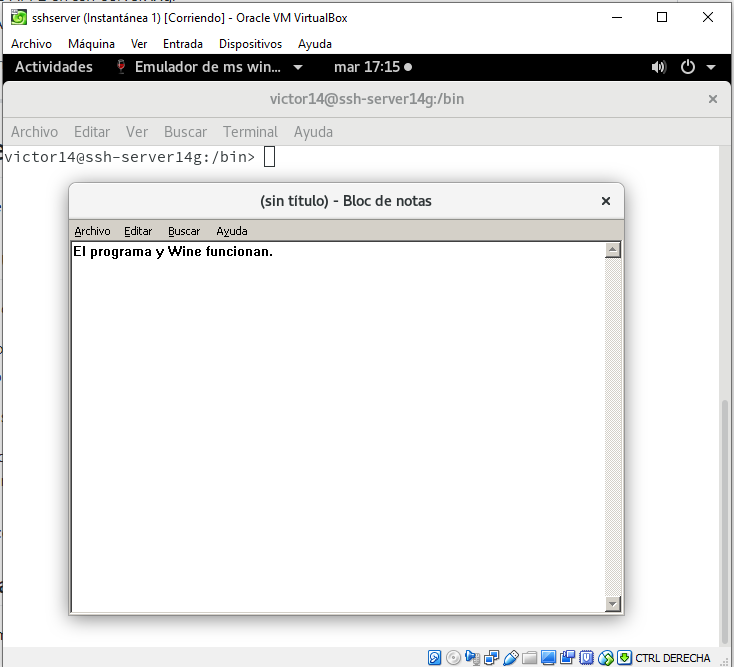 sshserver (Instantánea 1) [Corriendo] - Oracle VM VirtualBox
Archivo Máquina Ver Entrada Dispositivos Ayuda
Actividades Emulador de ms win... mar 17:15
victor14@ssh-server14g:/bin
Archivo Editar Ver Buscar Terminal Ayuda
victor14@ssh-server14g:/bin>
(sin título) - Bloc de notas
Archivo Editar Buscar Ayuda
El programa y Wine funcionan.
CTRL DERECHA